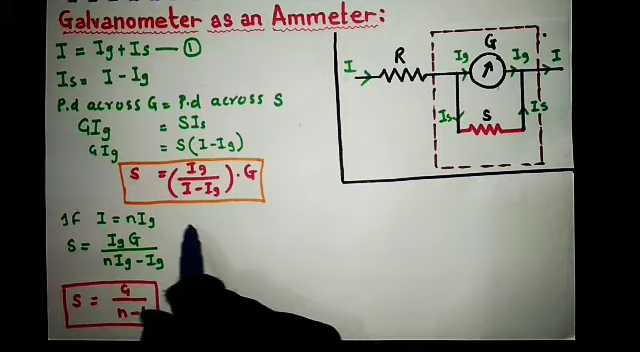 Galvanometer as an Ammeter:
I = Ig + Is — ①
Is = I - Ig
P.d across G = P.d across S
GIg = SIs
GIg = S(I-Ig)
S = (Ig / I-Ig) · G
If I = nIg
S = IgG / nIg - Ig
S = G / n-1
I R Ig G Ig I
Is S Is